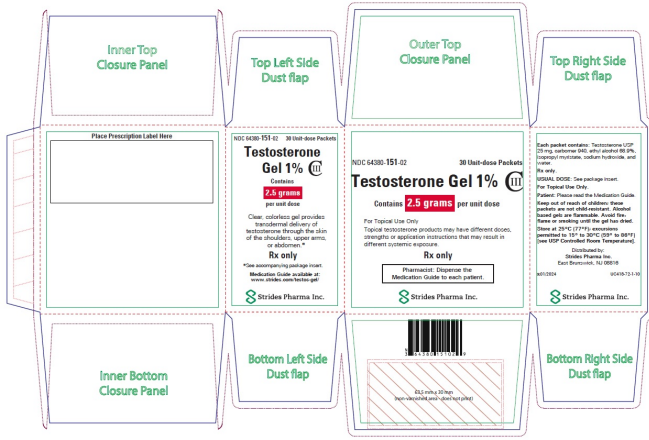 Inner Top
Closure Panel
Top Left Side
Dust flap
Outer Top
Closure Panel
Top Right Side
Dust flap
Place Prescription Label Here
NDC 64380-151-02 30 Unit-dose Packets
Testosterone
Gel 1% CIII
Contains
2.5 grams
per unit dose
Clear, colorless gel provides
transdermal delivery of
testosterone through the skin
of the shoulders, upper arms,
or abdomen.*
Rx only
*See accompanying package insert.
Medication Guide available at:
www.strides.com/testos-gel/
Strides Pharma Inc.
NDC 64380-151-02 30 Unit-dose Packets
Testosterone Gel 1% CIII
Contains 2.5 grams per unit dose
For Topical Use Only
Topical testosterone products may have different doses,
strengths or application instructions that may result in
different systemic exposure.
Rx only
Pharmacist: Dispense the
Medication Guide to each patient.
Strides Pharma Inc.
Each packet contains: Testosterone USP
25 mg, carbomer 940, ethyl alcohol 68.9%,
isopropyl myristate, sodium hydroxide, and
water.
Rx only.
USUAL DOSE: See package insert.
For Topical Use Only.
Patient: Please read the Medication Guide.
Keep out of reach of children: these
packets are not child-resistant. Alcohol
based gels are flammable. Avoid fire,
flame or smoking until the gel has dried.
Store at 25°C (77°F); excursions
permitted to 15° to 30°C (59° to 86°F)
[see USP Controlled Room Temperature].
Distributed by:
Strides Pharma Inc.
East Brunswick, NJ 08816
Inner Bottom
Closure Panel
Bottom Left Side
Dust flap
63.5 mm x 30 mm
(non-varnished area - does not print)
Bottom Right Side
Dust flap